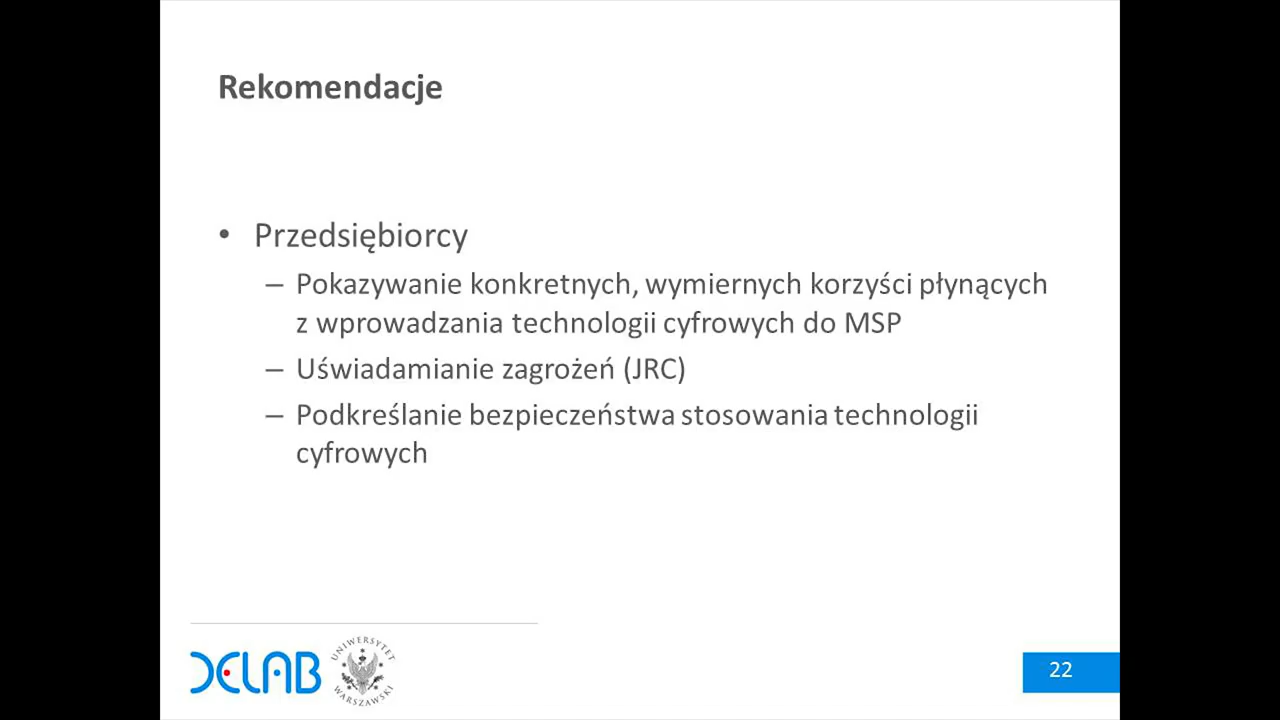 Rekomendacje
• Przedsiębiorcy
– Pokazywanie konkretnych, wymiernych korzyści płynących
z wprowadzania technologii cyfrowych do MSP
– Uświadamianie zagrożeń (JRC)
– Podkreślanie bezpieczeństwa stosowania technologii
cyfrowych
DELAB
UNIWERSYTET
WARSZAWSKI
22